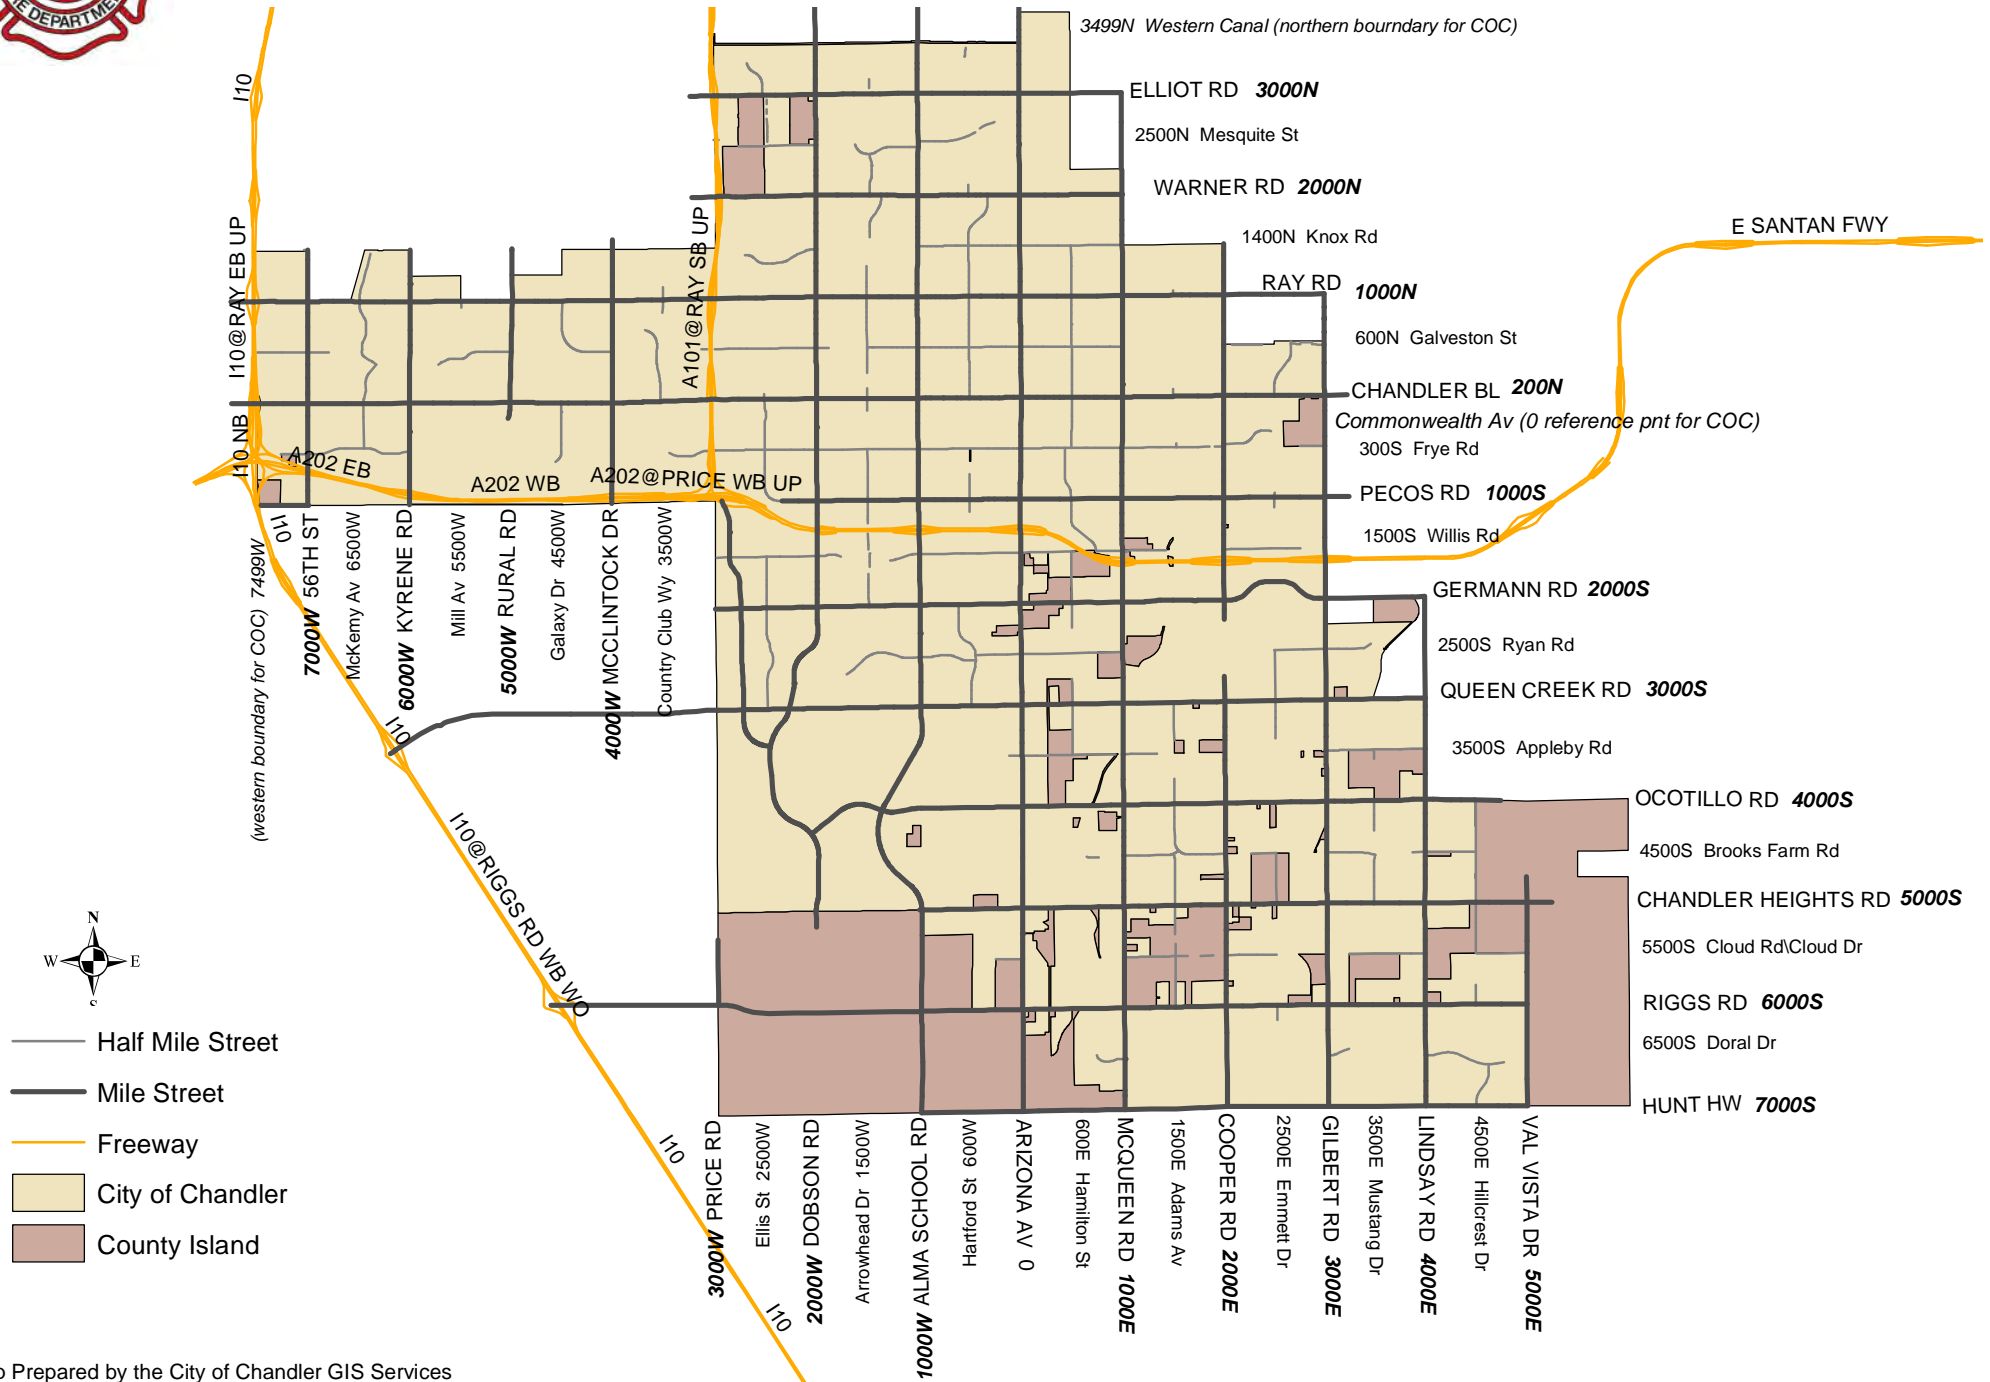 DEPARTM
3499N Western Canal (northern bourndary for COC)
ELLIOT RD 3000N
2500N Mesquite St
WARNER RD 2000N
1400N Knox Rd
E SANTAN FWY
RAY RD 1000N
600N Galveston St
CHANDLER BL 200N
Commonwealth Av (0 reference pnt for COC)
300S Frye Rd
PECOS RD 1000S
1500S Willis Rd
GERMANN RD 2000S
2500S Ryan Rd
QUEEN CREEK RD 3000S
3500S Appleby Rd
OCOTILLO RD 4000S
4500S Brooks Farm Rd
CHANDLER HEIGHTS RD 5000S
5500S Cloud Rd\Cloud Dr
RIGGS RD 6000S
6500S Doral Dr
HUNT HW 7000S
I10
I10@RAY EB UP
I10 NB
A101@RAY SB UP
A202 EB
A202 WB
A202@PRICE WB UP
(western boundary for COC) 7499W
I10
7000W 56TH ST
McKemy Av 6500W
6000W KYRENE RD
Mill Av 5500W
5000W RURAL RD
Galaxy Dr 4500W
4000W MCCLINTOCK DR
Country Club Wy 3500W
I10
I10@RIGGS RD WB WO
I10
I10
3000W PRICE RD
Ellis St 2500W
2000W DOBSON RD
Arrowhead Dr 1500W
1000W ALMA SCHOOL RD
Hartford St 600W
ARIZONA AV 0
600E Hamilton St
MCQUEEN RD 1000E
1500E Adams Av
COOPER RD 2000E
2500E Emmett Dr
GILBERT RD 3000E
3500E Mustang Dr
LINDSAY RD 4000E
4500E Hillcrest Dr
VAL VISTA DR 5000E
N
W E
S
Half Mile Street
Mile Street
Freeway
City of Chandler
County Island
Prepared by the City of Chandler GIS Services